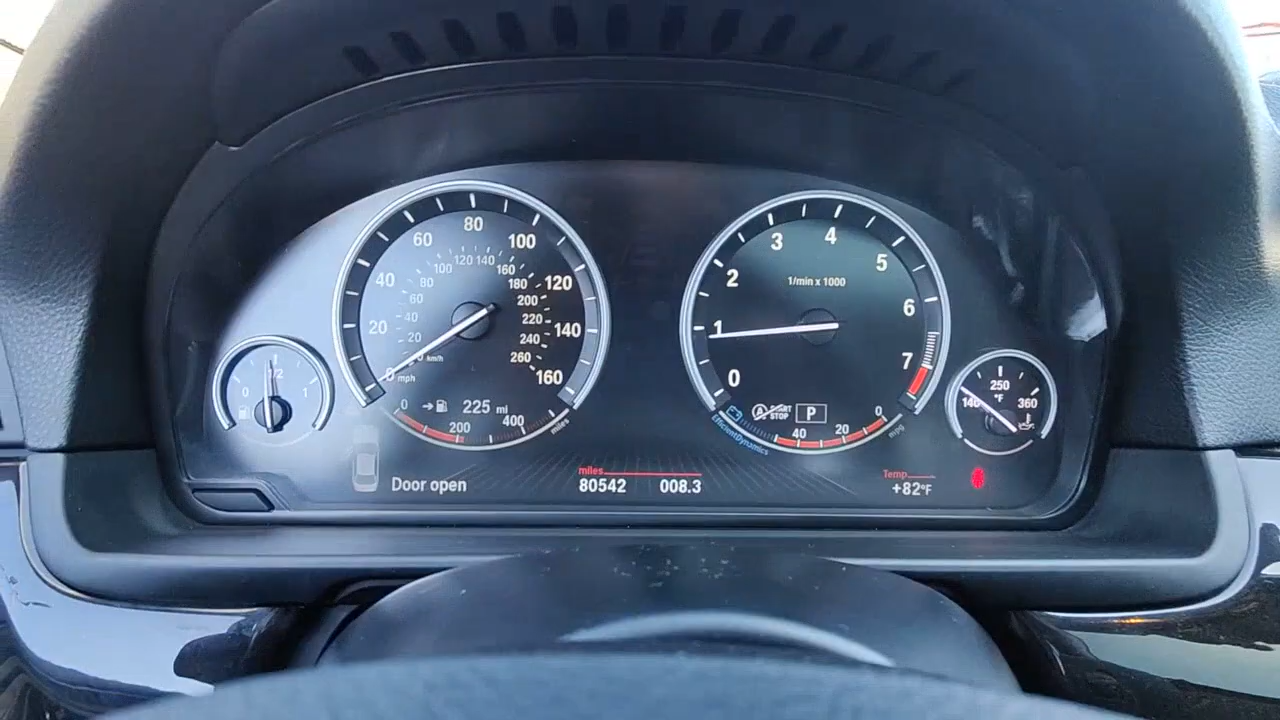 0 1/2 1
0 20 40 60 80 100 120 140 160
mph
20 40 60 80 100 120 140 160 180 200 220 240 260
km/h
0 200 400
miles
225 mi
0 1 2 3 4 5 6 7
1/min x 1000
START
STOP
P
EfficientDynamics
40 20 0
mpg
140 250 360
°F
Door open
miles
80542 008.3
Temp
+82°F